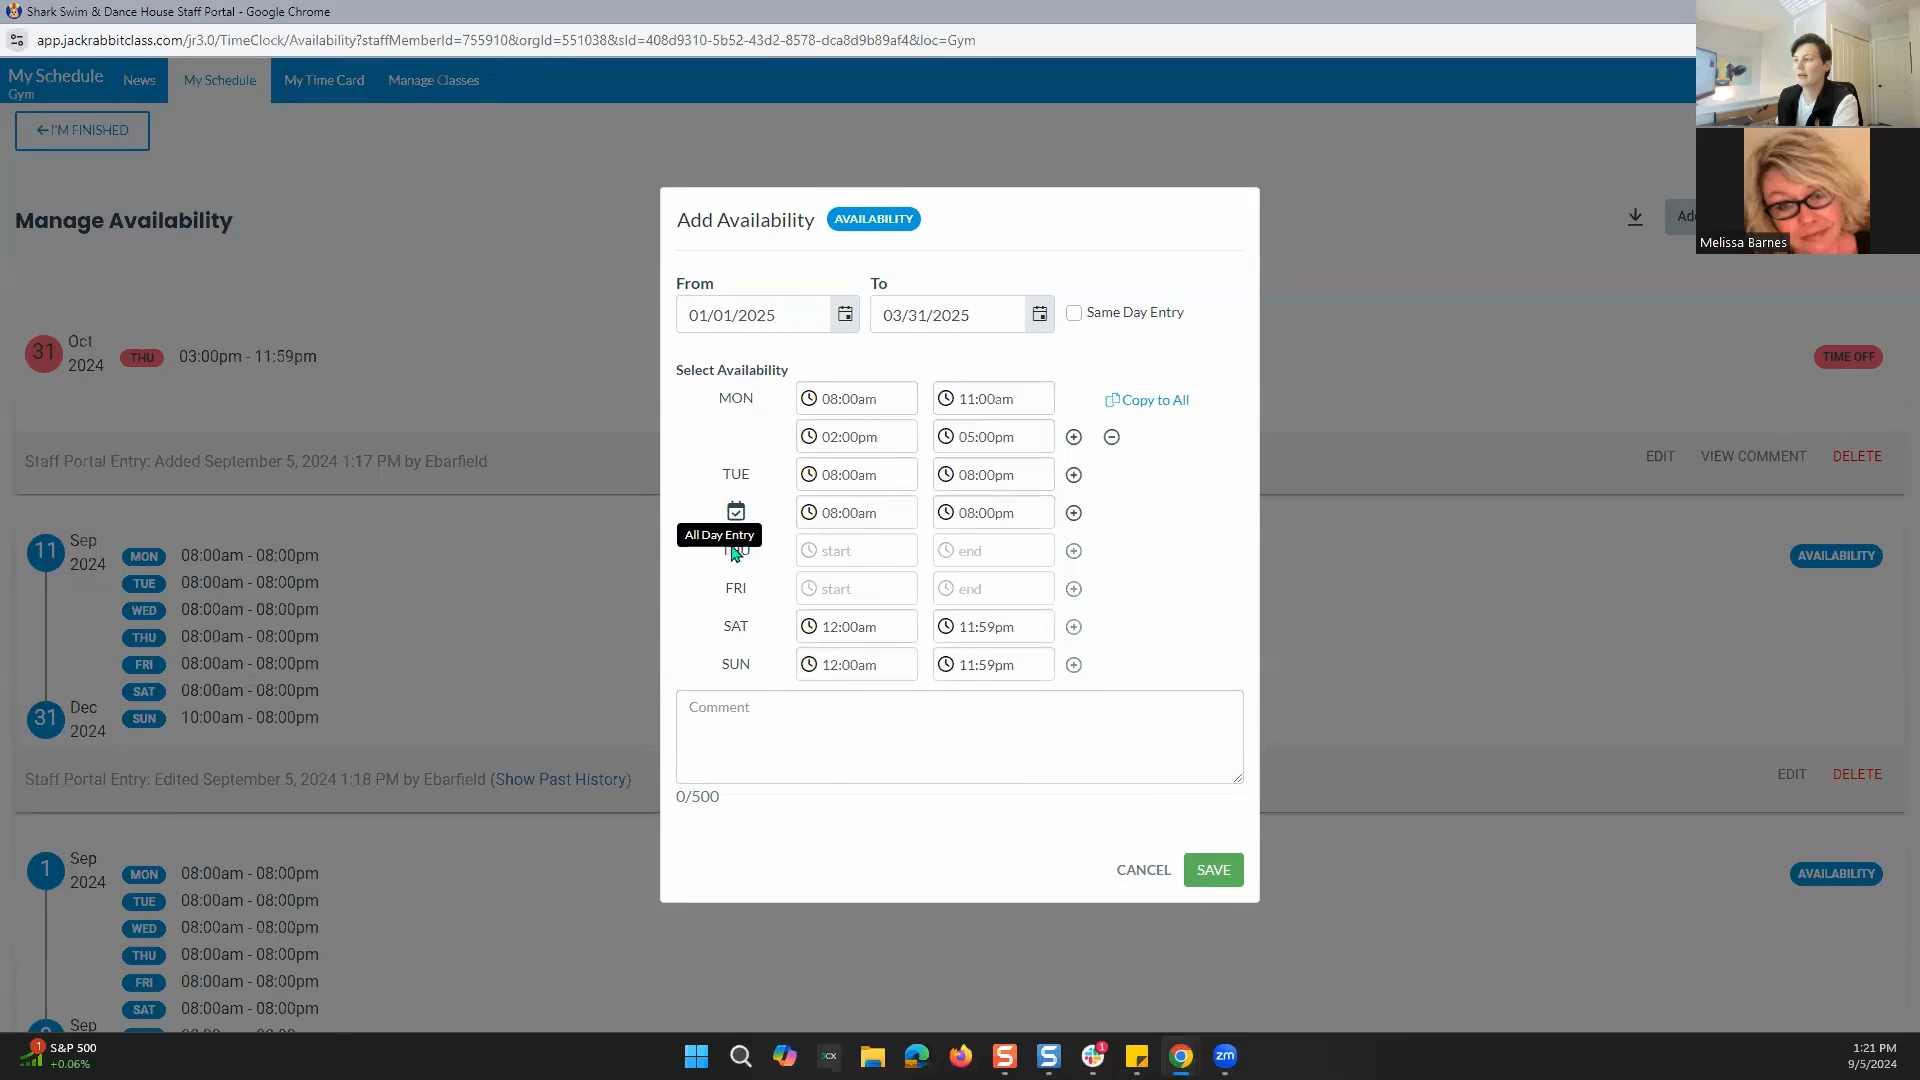 Shark Swim & Dance House Staff Portal - Google Chrome
app.jackrabbitclass.com/jr3.0/TimeClock/Availability?staffMemberId=755910&orgId=551038&sId=408d9310-5b52-43d2-8578-dca8d9b89af4&loc=Gym
My Schedule
Gym
News
My Schedule
My Time Card
Manage Classes
I'M FINISHED
Manage Availability
Melissa Barnes
31 Oct 2024 THU 03:00pm - 11:59pm TIME OFF
Staff Portal Entry: Added September 5, 2024 1:17 PM by Ebarfield EDIT VIEW COMMENT DELETE
11 Sep 2024 AVAILABILITY
MON 08:00am - 08:00pm
TUE 08:00am - 08:00pm
WED 08:00am - 08:00pm
THU 08:00am - 08:00pm
FRI 08:00am - 08:00pm
SAT 08:00am - 08:00pm
SUN 10:00am - 08:00pm
31 Dec 2024
Staff Portal Entry: Edited September 5, 2024 1:18 PM by Ebarfield (Show Past History) EDIT DELETE
1 Sep 2024 AVAILABILITY
MON 08:00am - 08:00pm
TUE 08:00am - 08:00pm
WED 08:00am - 08:00pm
THU 08:00am - 08:00pm
FRI 08:00am - 08:00pm
SAT 08:00am - 08:00pm
Sep
Add Availability AVAILABILITY
From To
01/01/2025 03/31/2025 Same Day Entry
Select Availability
MON 08:00am 11:00am Copy to All
02:00pm 05:00pm
TUE 08:00am 08:00pm
08:00am 08:00pm
All Day Entry
start end
FRI start end
SAT 12:00am 11:59pm
SUN 12:00am 11:59pm
Comment
0/500
CANCEL SAVE
1 S&P 500
+0.06%
1
zm
1:21 PM
9/5/2024